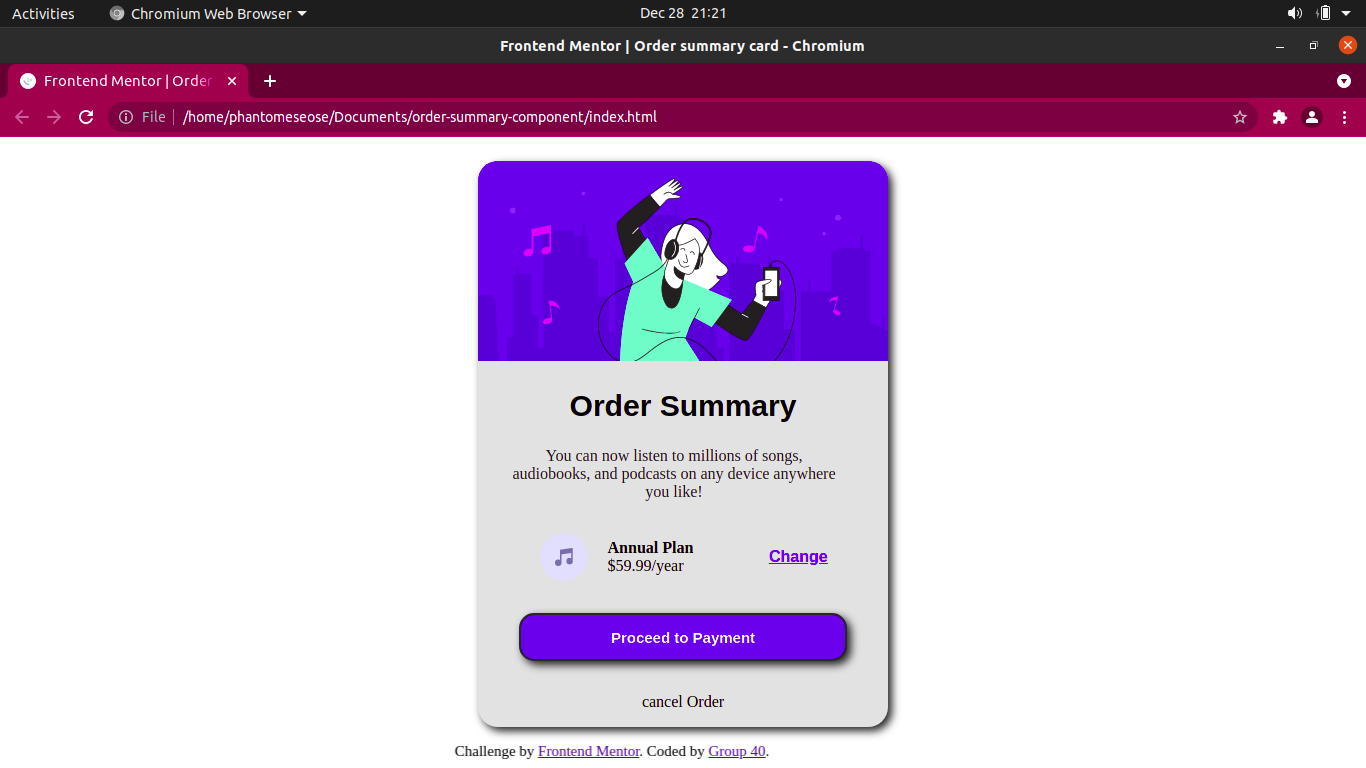 Activities Chromium Web Browser Dec 28 21:21
Frontend Mentor | Order summary card - Chromium
Frontend Mentor | Order
File /home/phantomeseose/Documents/order-summary-component/index.html
Order Summary
You can now listen to millions of songs,
audiobooks, and podcasts on any device anywhere
you like!
Annual Plan
$59.99/year
Change
Proceed to Payment
cancel Order
Challenge by Frontend Mentor. Coded by Group 40.